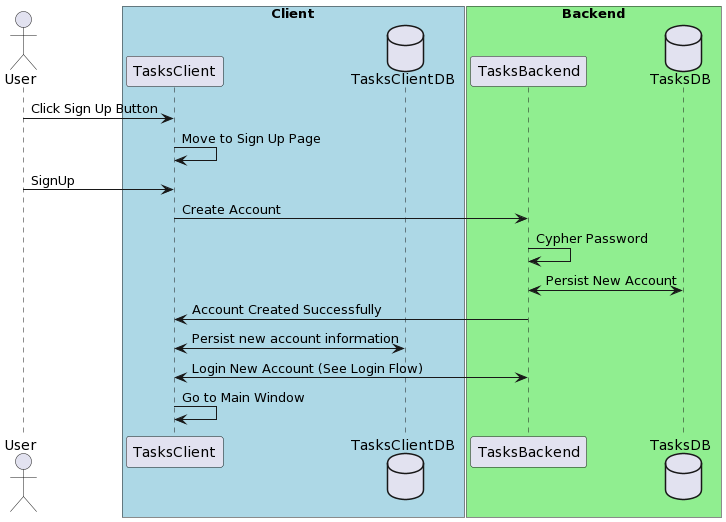 Client
Backend
User
TasksClient
TasksClientDB
TasksBackend
TasksDB
Click Sign Up Button
Move to Sign Up Page
SignUp
Create Account
Cypher Password
Persist New Account
Account Created Successfully
Persist new account information
Login New Account (See Login Flow)
Go to Main Window
User
TasksClient
TasksClientDB
TasksBackend
TasksDB